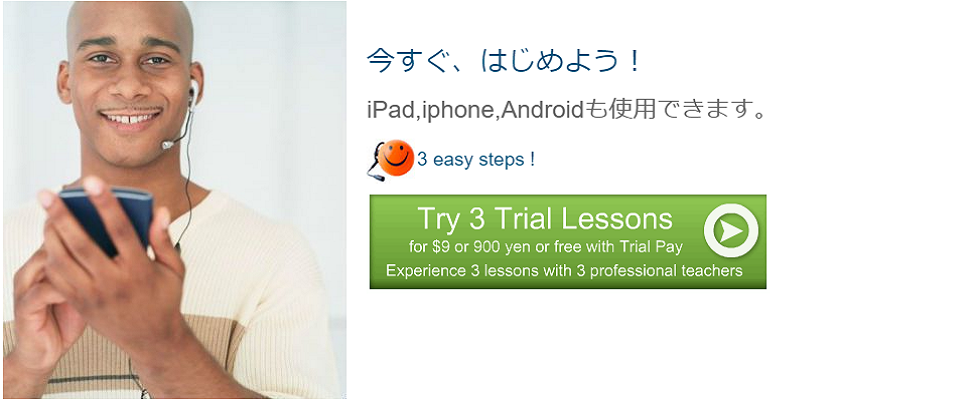 今すぐ、はじめよう！
iPad,iphone,Androidも使用できます。
3 easy steps !
Try 3 Trial Lessons
for $9 or 900 yen or free with Trial Pay
Experience 3 lessons with 3 professional teachers